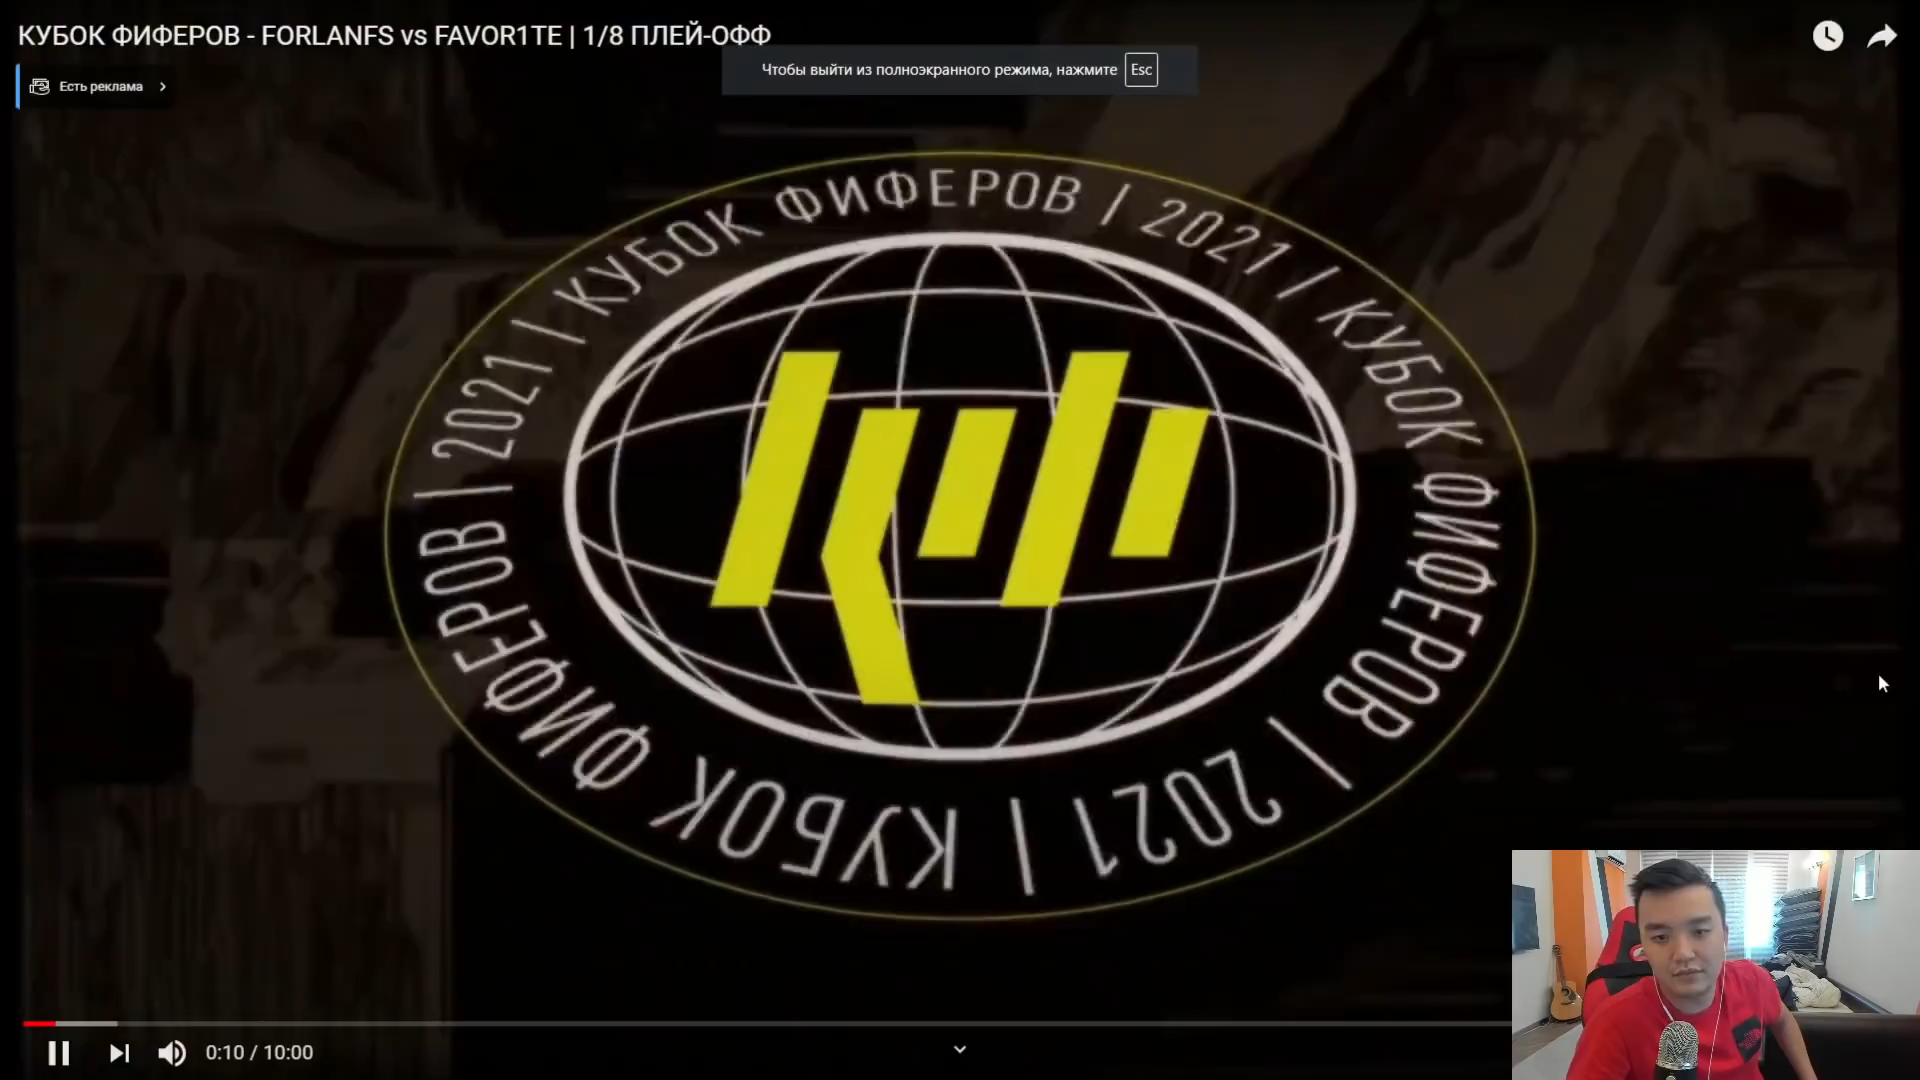 КУБОК ФИФЕРОВ - FORLANFS vs FAVOR1TE | 1/8 ПЛЕЙ-ОФФ
Чтобы выйти из полноэкранного режима, нажмите Esc
Есть реклама
КУБОК ФИФЕРОВ | 2021 | КУБОК ФИФЕРОВ | 2021 | КУБОК ФИФЕРОВ | 2021 |
КФ
0:10 / 10:00